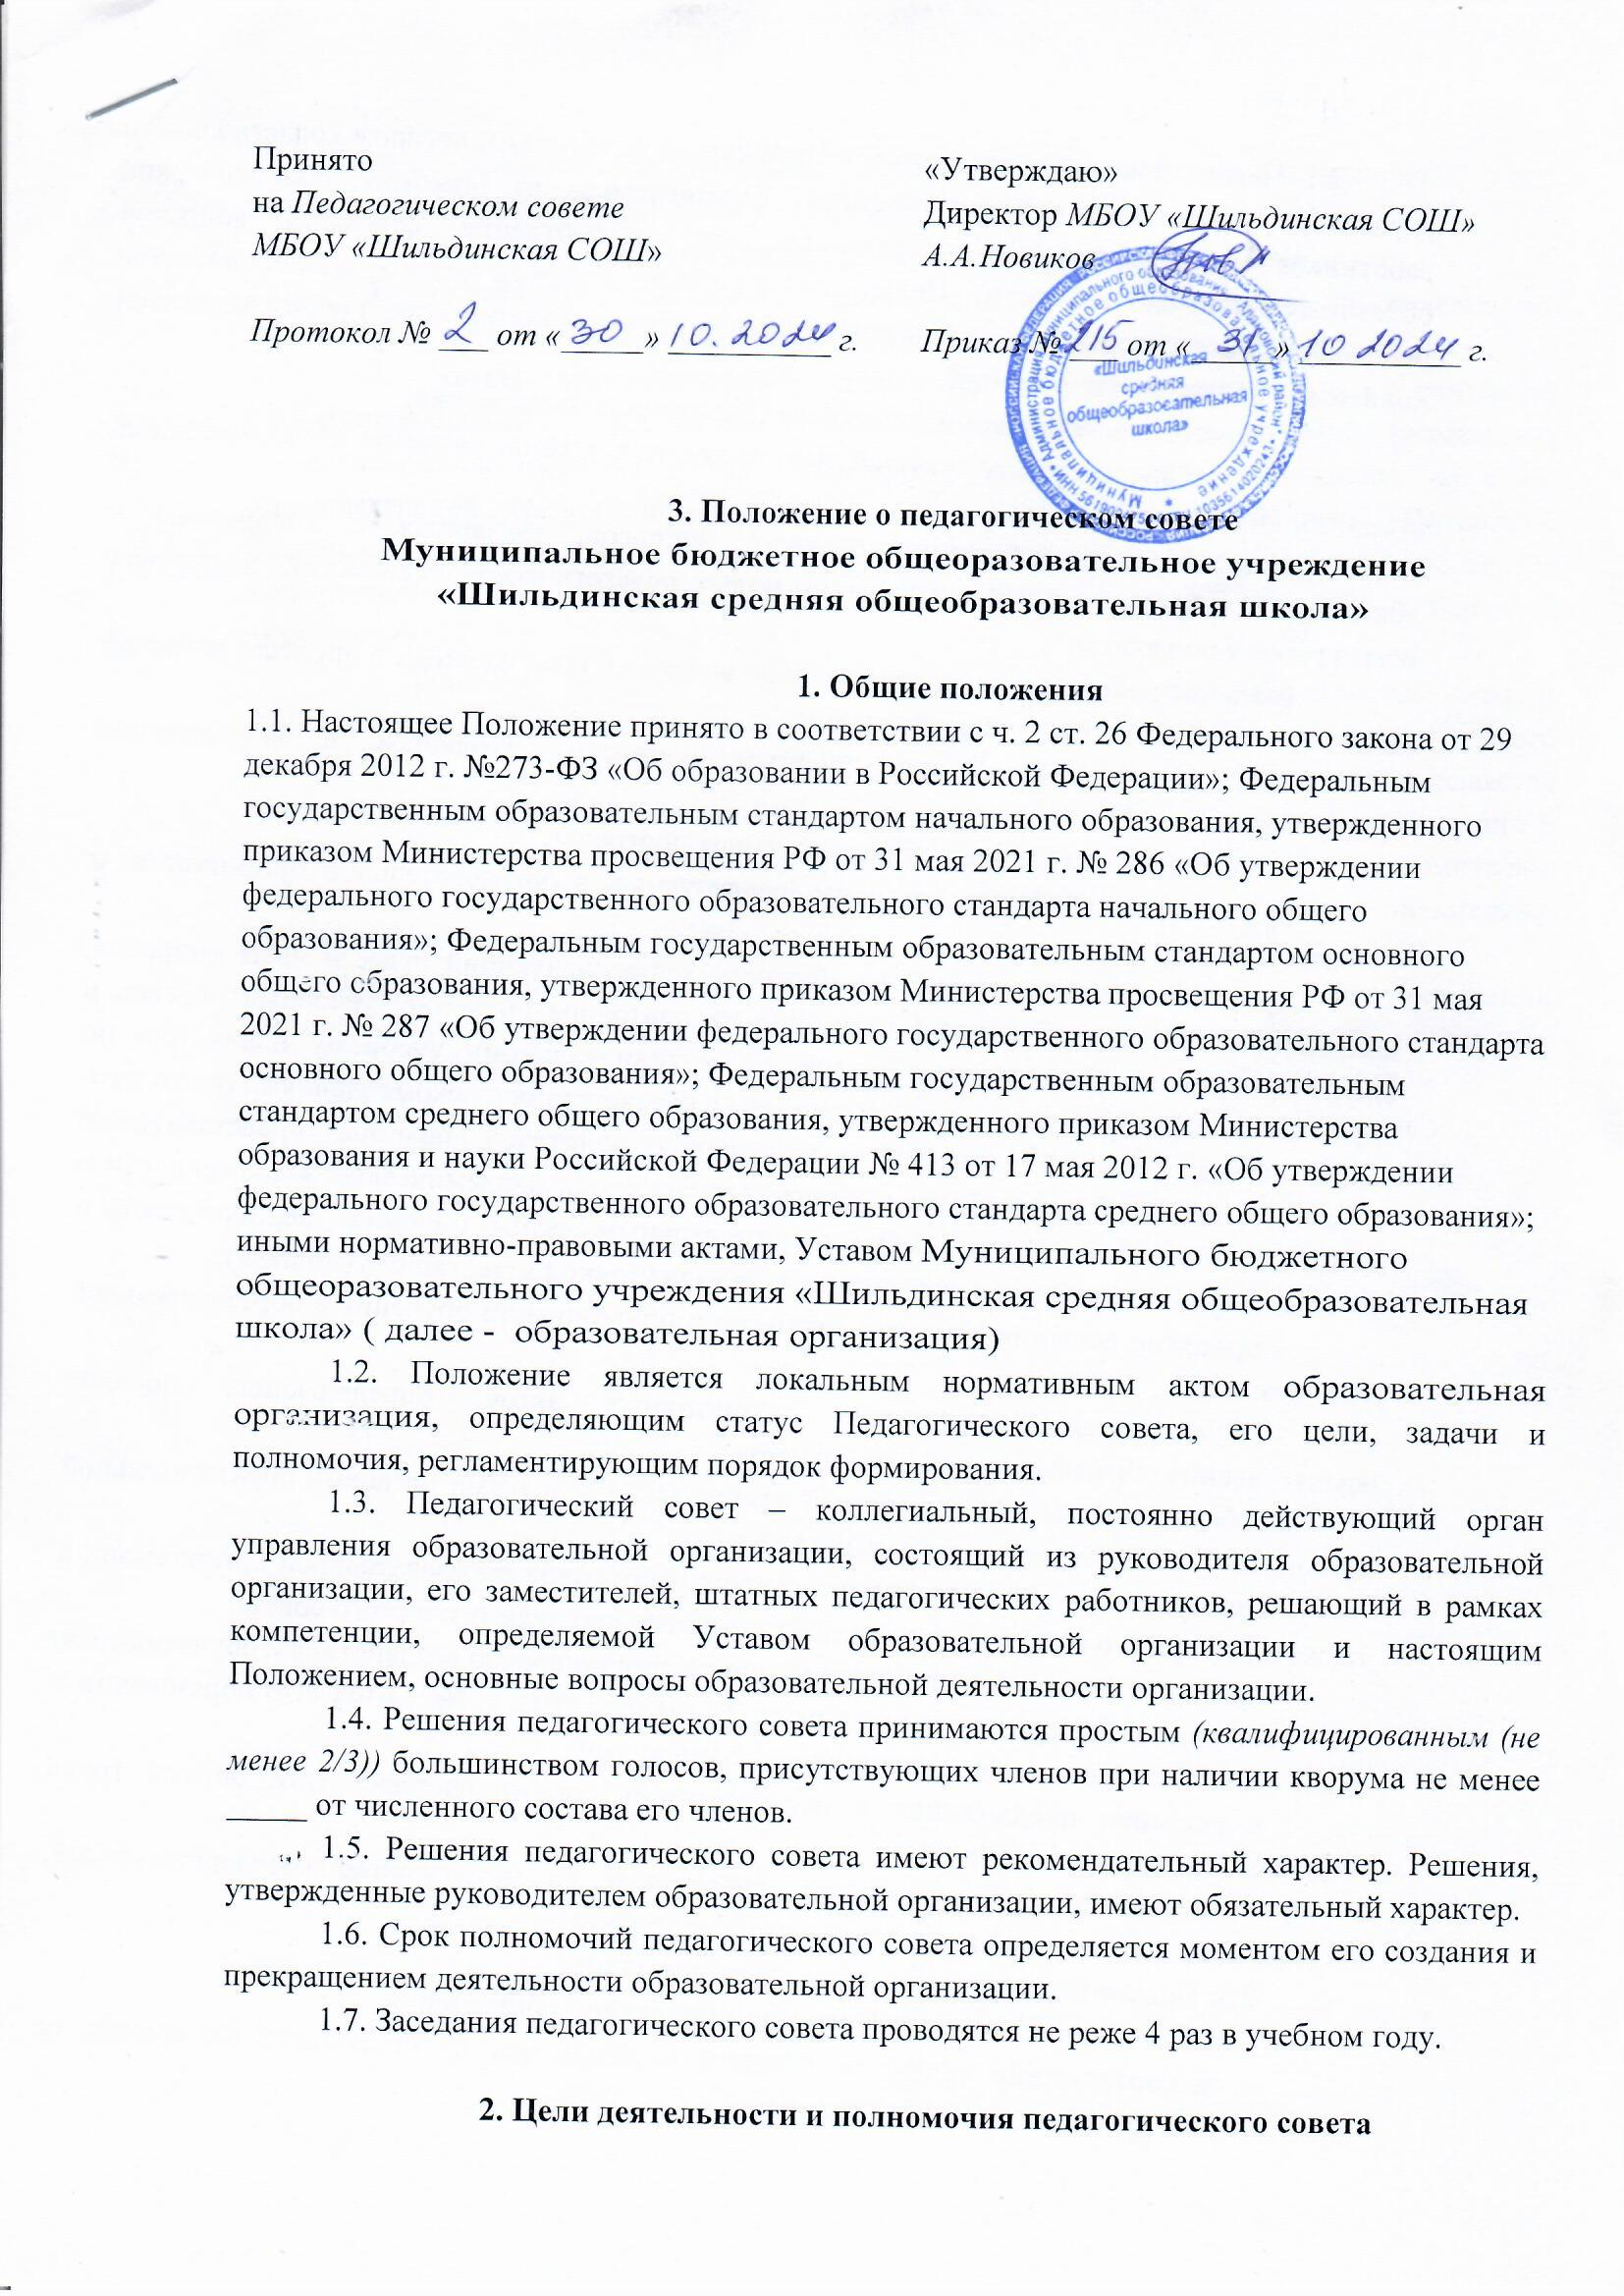 Принято
на Педагогическом совете
МБОУ «Шильдинская СОШ»
Протокол № 2 от «30» 10. 2024 г.
«Утверждаю»
Директор МБОУ «Шильдинская СОШ»
А.А.Новиков
Приказ № 215 от «31» 10 2024 г.
«Шильдинская
средняя
общеобразовательная
школа»
3. Положение о педагогическом совете
Муниципальное бюджетное общеоразовательное учреждение
«Шильдинская средняя общеобразовательная школа»
1. Общие положения
1.1. Настоящее Положение принято в соответствии с ч. 2 ст. 26 Федерального закона от 29
декабря 2012 г. №273-ФЗ «Об образовании в Российской Федерации»; Федеральным
государственным образовательным стандартом начального образования, утвержденного
приказом Министерства просвещения РФ от 31 мая 2021 г. № 286 «Об утверждении
федерального государственного образовательного стандарта начального общего
образования»; Федеральным государственным образовательным стандартом основного
общего образования, утвержденного приказом Министерства просвещения РФ от 31 мая
2021 г. № 287 «Об утверждении федерального государственного образовательного стандарта
основного общего образования»; Федеральным государственным образовательным
стандартом среднего общего образования, утвержденного приказом Министерства
образования и науки Российской Федерации № 413 от 17 мая 2012 г. «Об утверждении
федерального государственного образовательного стандарта среднего общего образования»;
иными нормативно-правовыми актами, Уставом Муниципального бюджетного
общеоразовательного учреждения «Шильдинская средняя общеобразовательная
школа» ( далее - образовательная организация)
1.2. Положение является локальным нормативным актом образовательная
организация, определяющим статус Педагогического совета, его цели, задачи и
полномочия, регламентирующим порядок формирования.
1.3. Педагогический совет – коллегиальный, постоянно действующий орган
управления образовательной организации, состоящий из руководителя образовательной
организации, его заместителей, штатных педагогических работников, решающий в рамках
компетенции, определяемой Уставом образовательной организации и настоящим
Положением, основные вопросы образовательной деятельности организации.
1.4. Решения педагогического совета принимаются простым (квалифицированным (не
менее 2/3)) большинством голосов, присутствующих членов при наличии кворума не менее
_____ от численного состава его членов.
1.5. Решения педагогического совета имеют рекомендательный характер. Решения,
утвержденные руководителем образовательной организации, имеют обязательный характер.
1.6. Срок полномочий педагогического совета определяется моментом его создания и
прекращением деятельности образовательной организации.
1.7. Заседания педагогического совета проводятся не реже 4 раз в учебном году.
2. Цели деятельности и полномочия педагогического совета